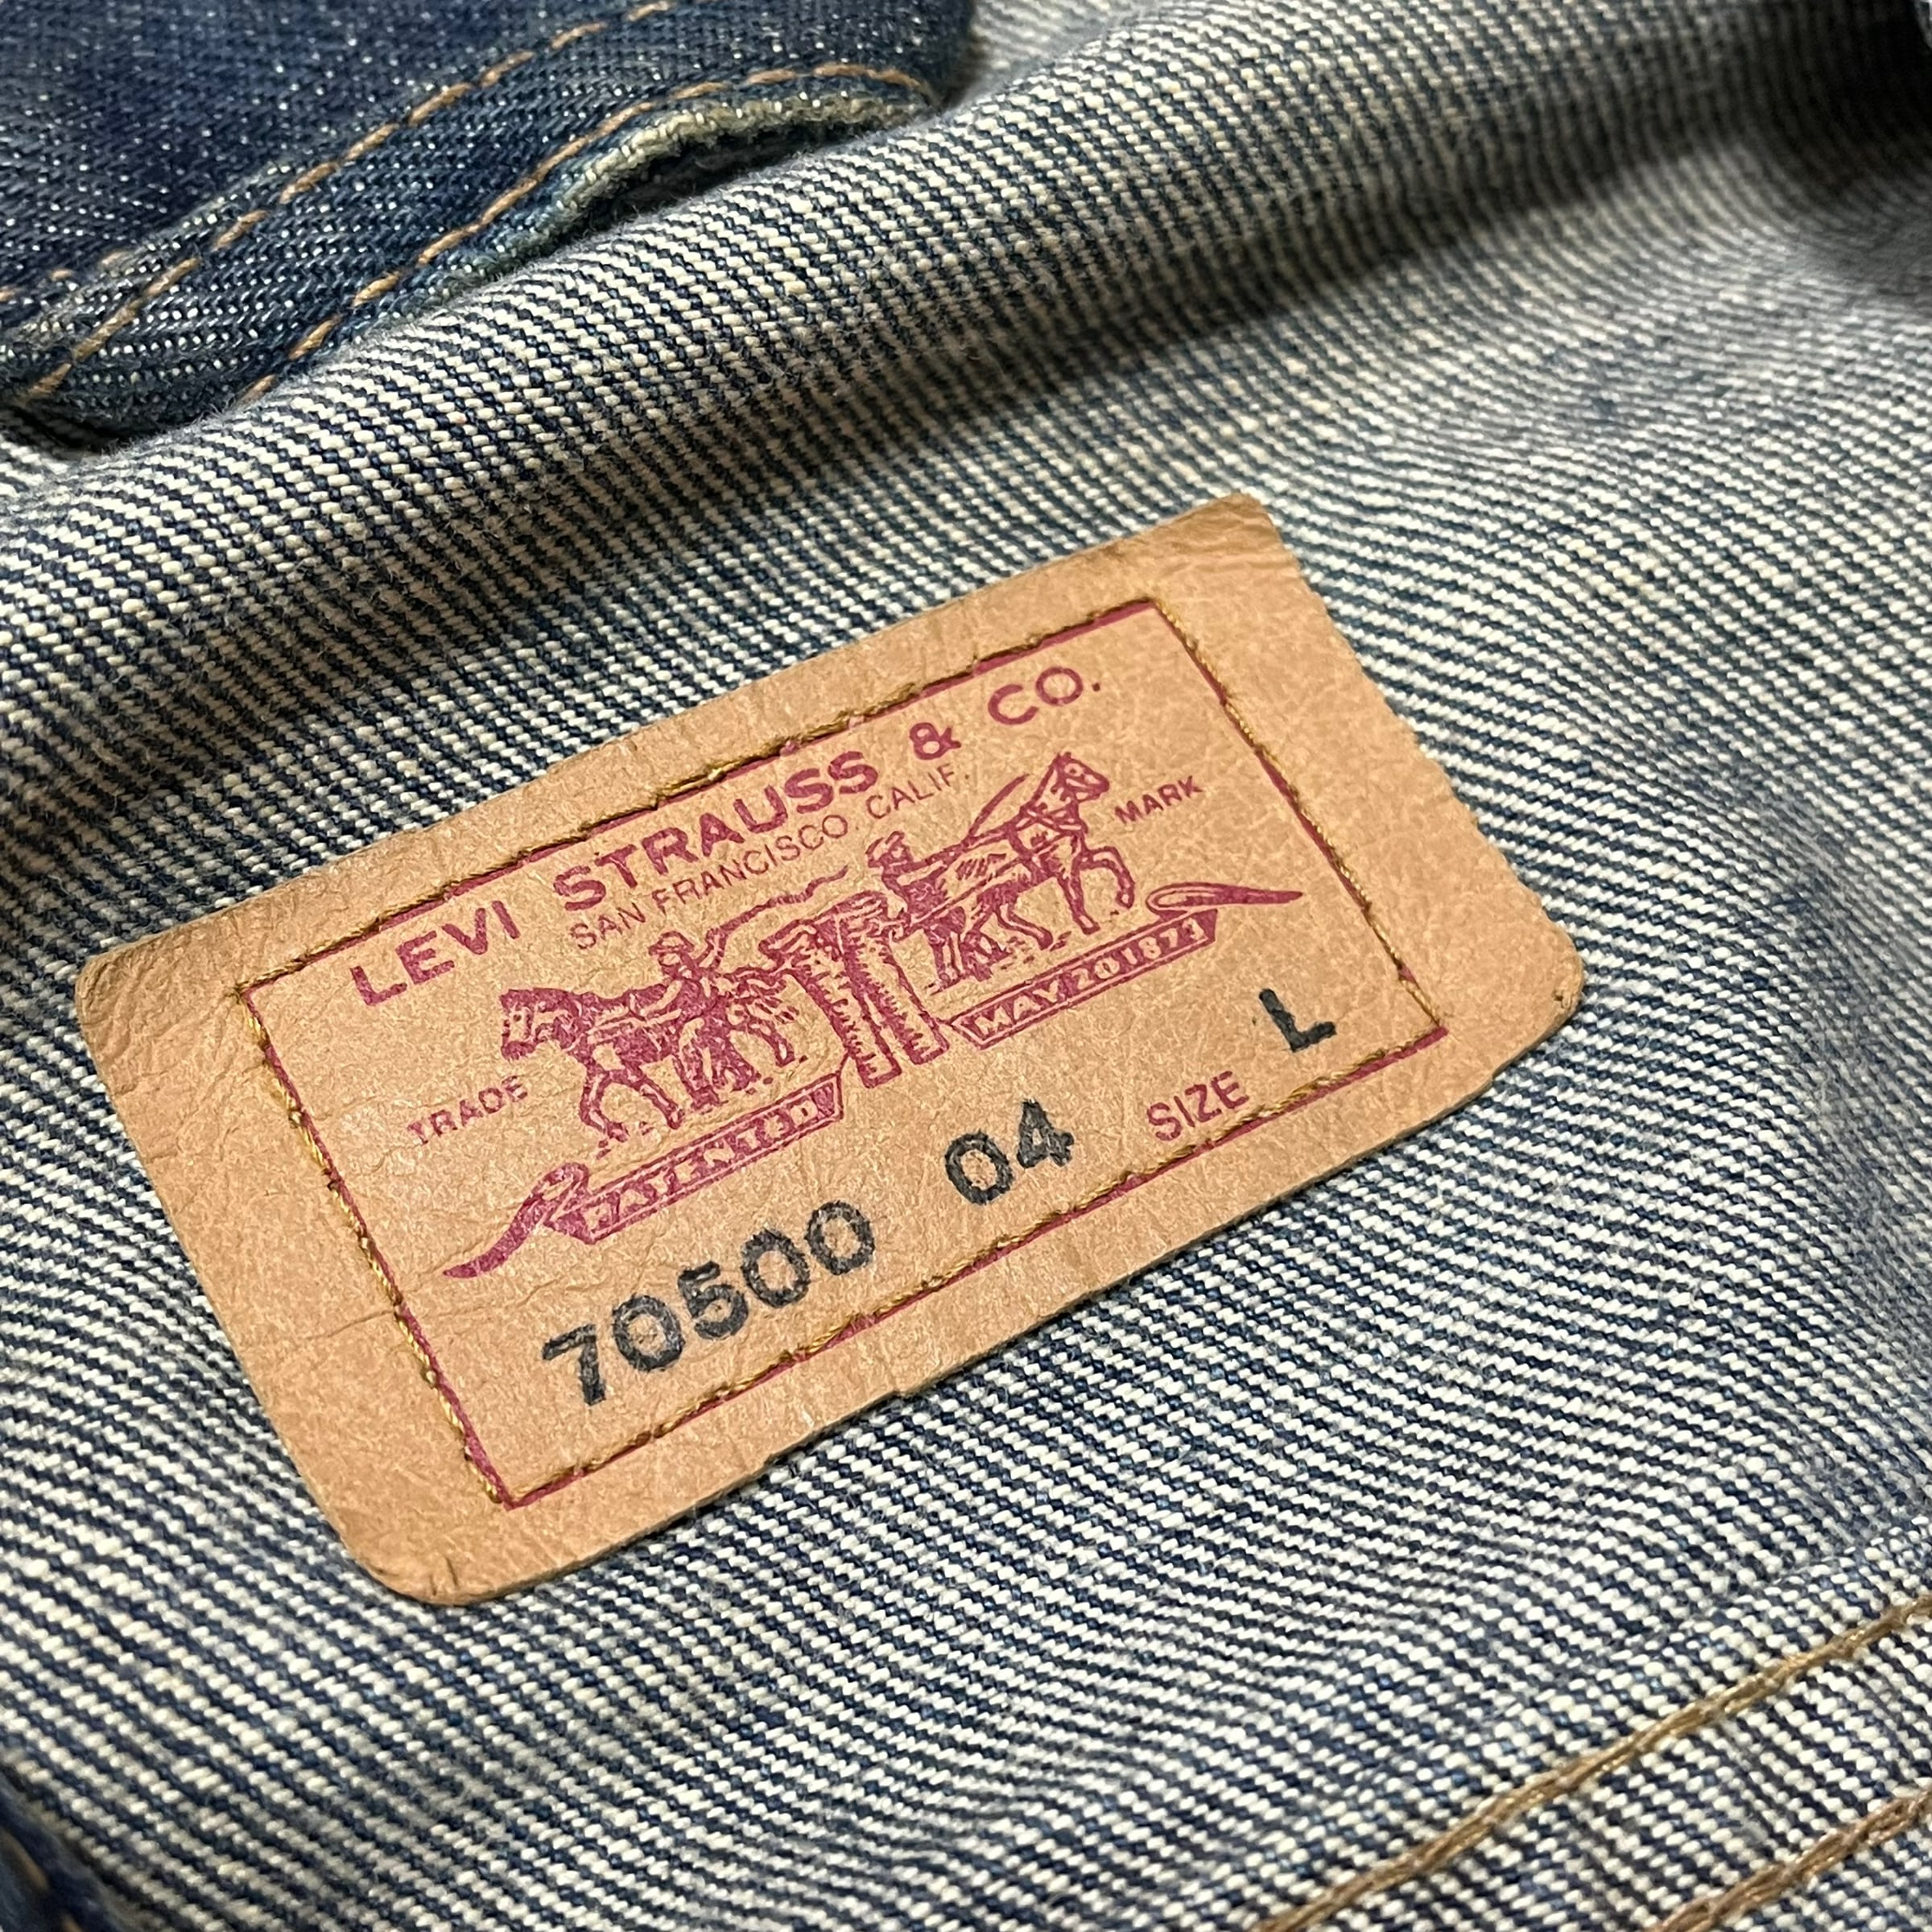 LEVI STRAUSS & CO.
SAN FRANCISCO, CALIF.
TRADE MARK
PATENTED MAY 20 1873
70500 04 SIZE L